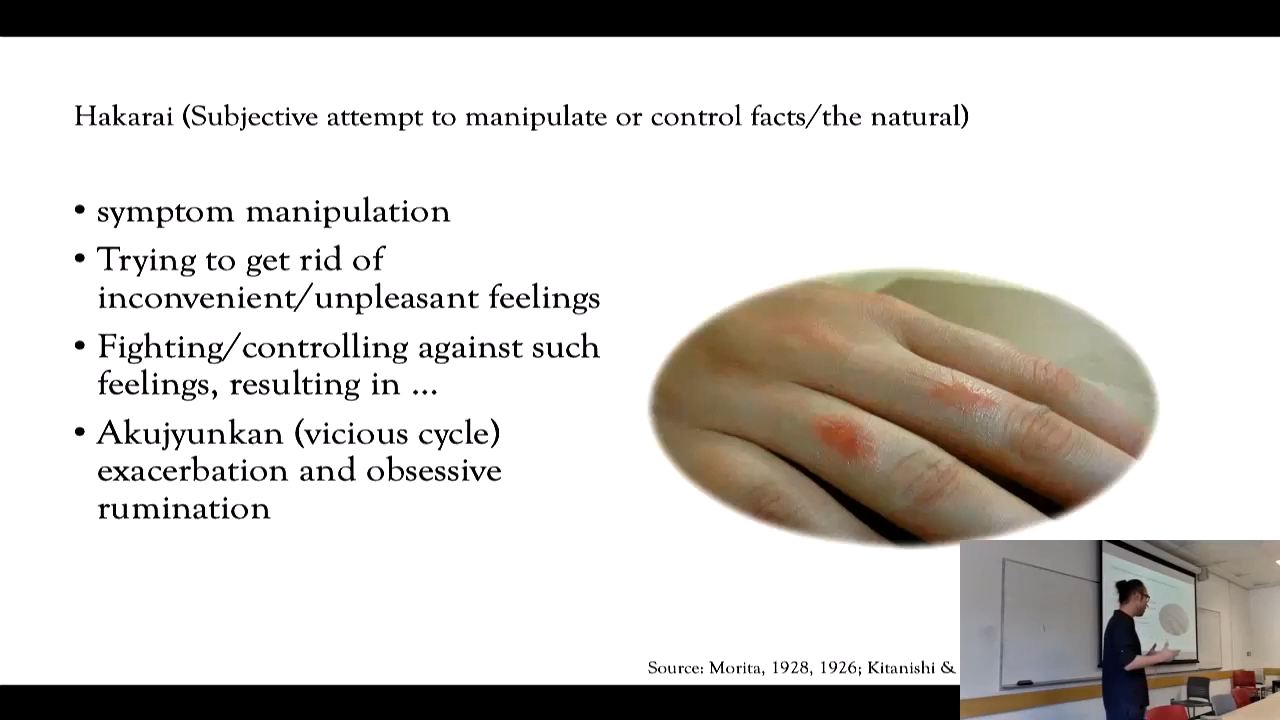 Hakarai (Subjective attempt to manipulate or control facts/the natural)
• symptom manipulation
• Trying to get rid of
inconvenient/unpleasant feelings
• Fighting/controlling against such
feelings, resulting in ...
• Akujyunkan (vicious cycle)
exacerbation and obsessive
rumination
Source: Morita, 1928, 1926; Kitanishi &